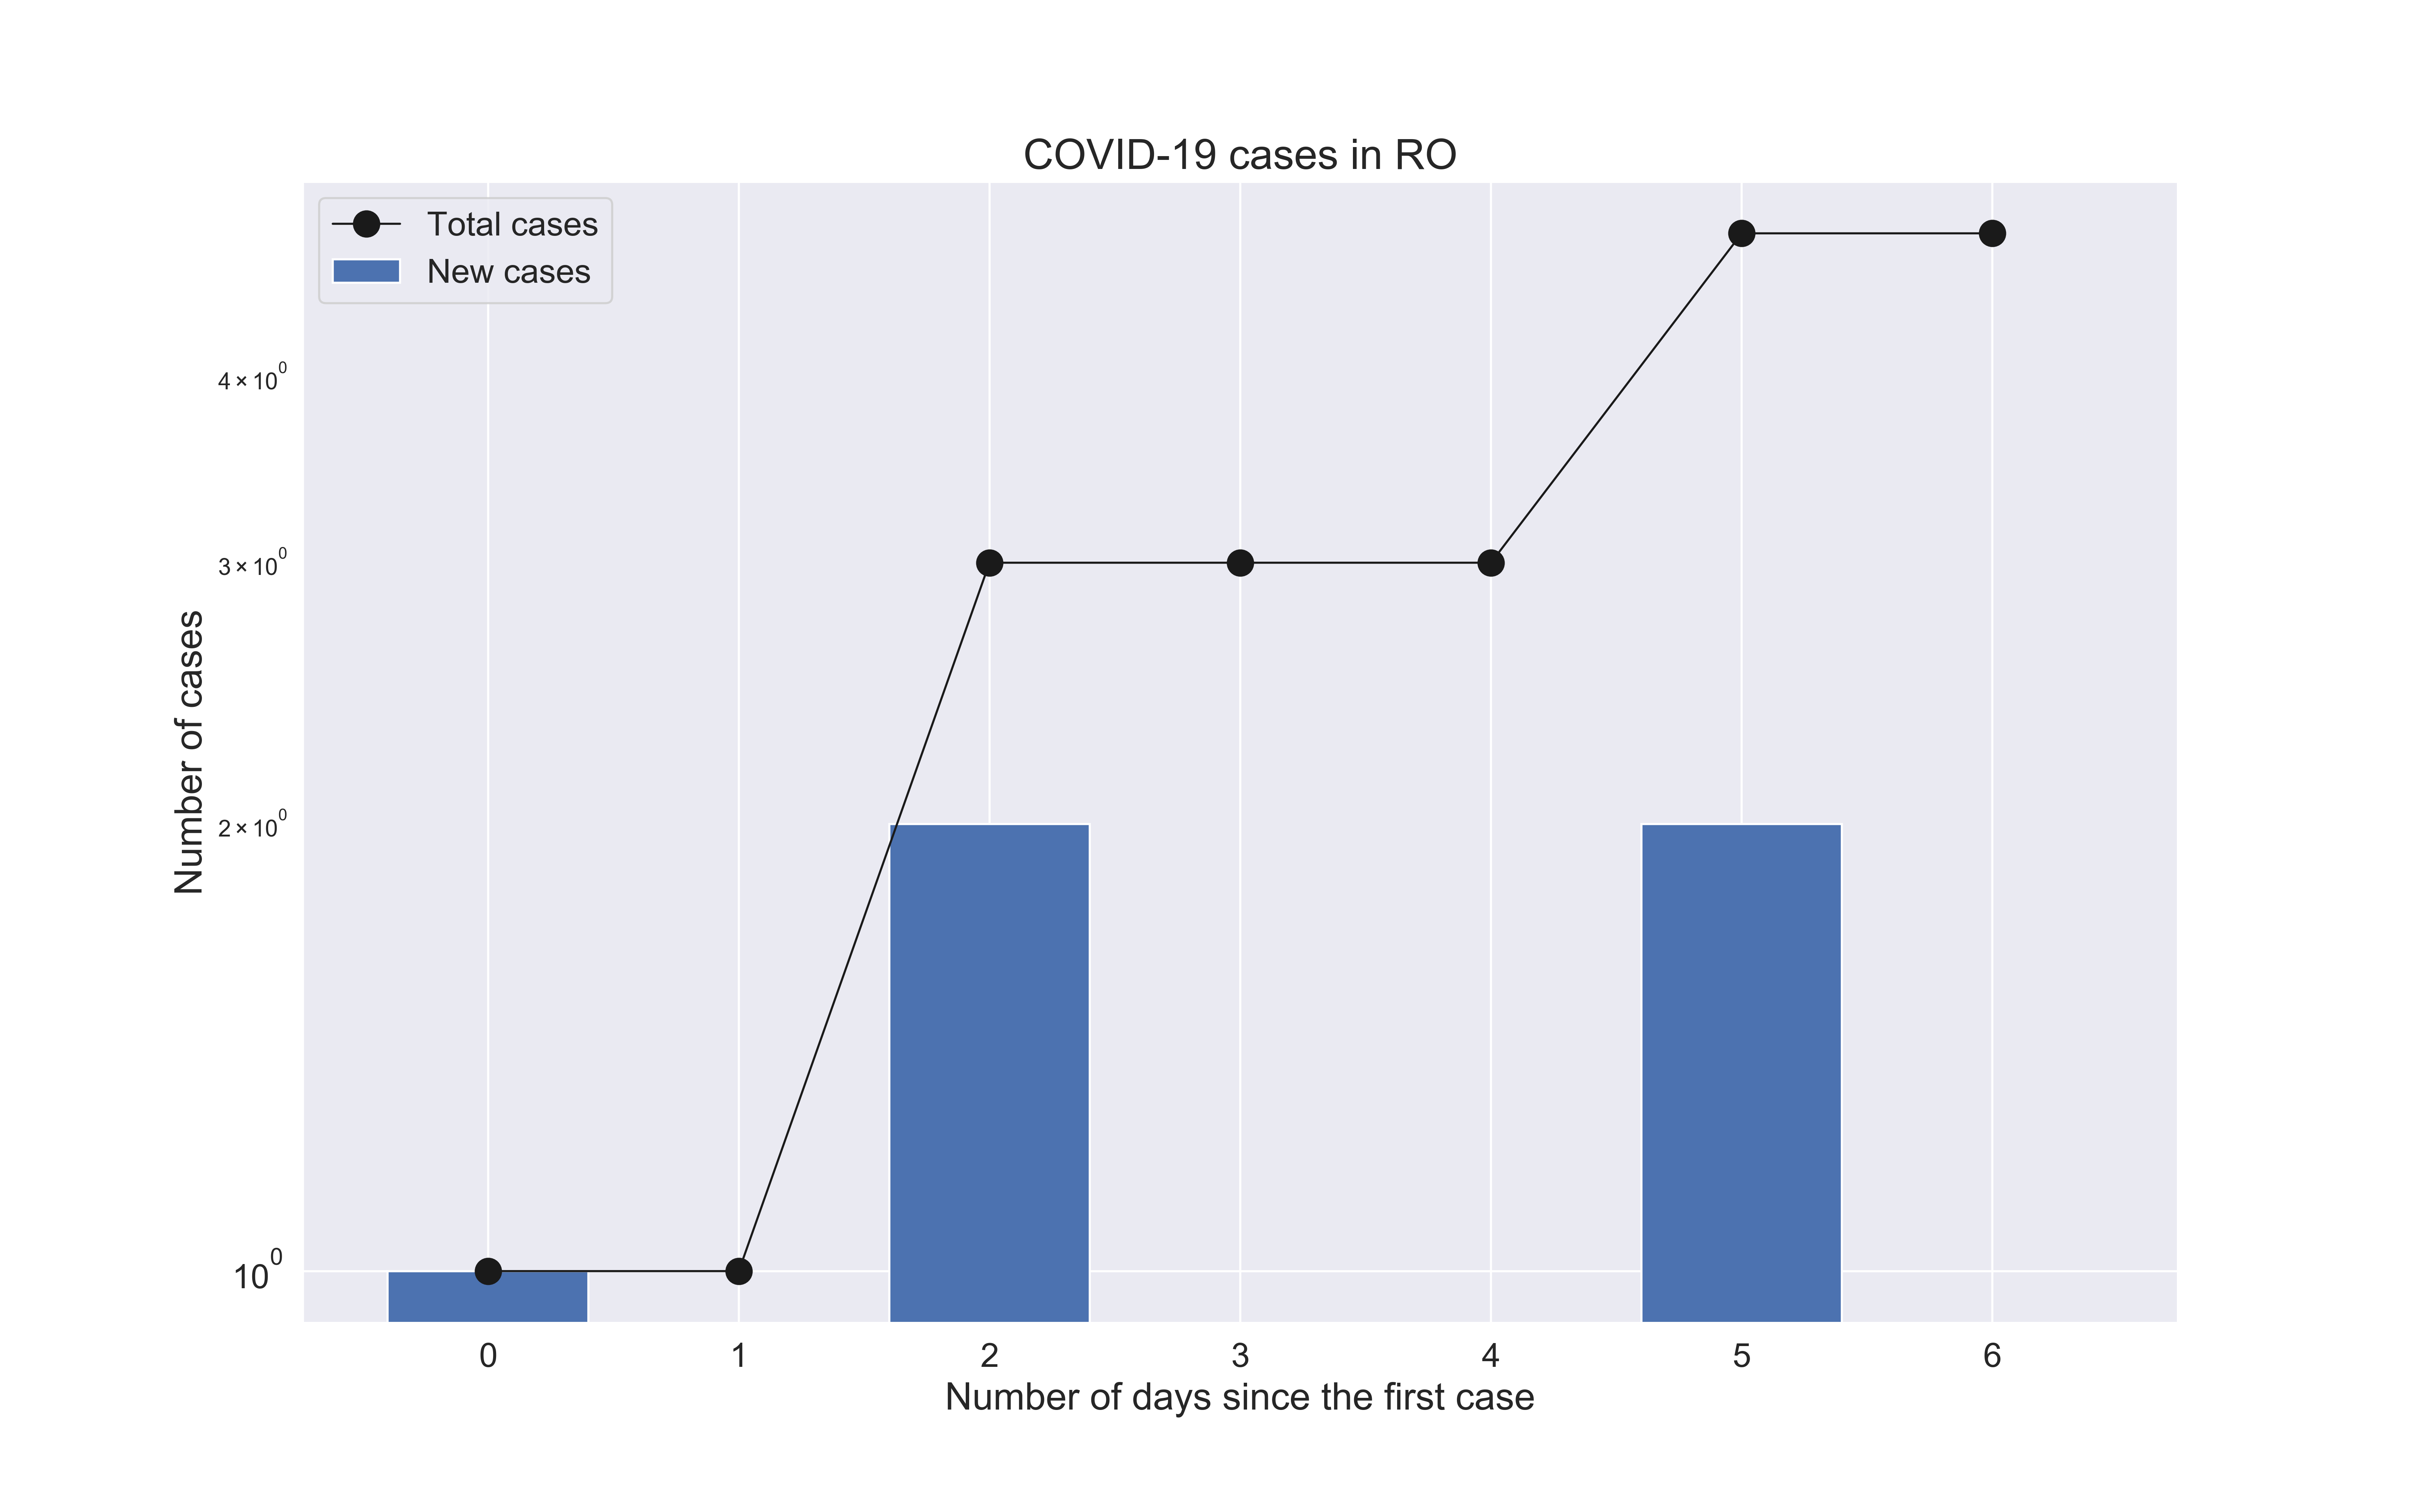 COVID-19 cases in RO
Total cases
New cases
4 × 10⁰
3 × 10⁰
2 × 10⁰
10⁰
Number of cases
0 1 2 3 4 5 6
Number of days since the first case